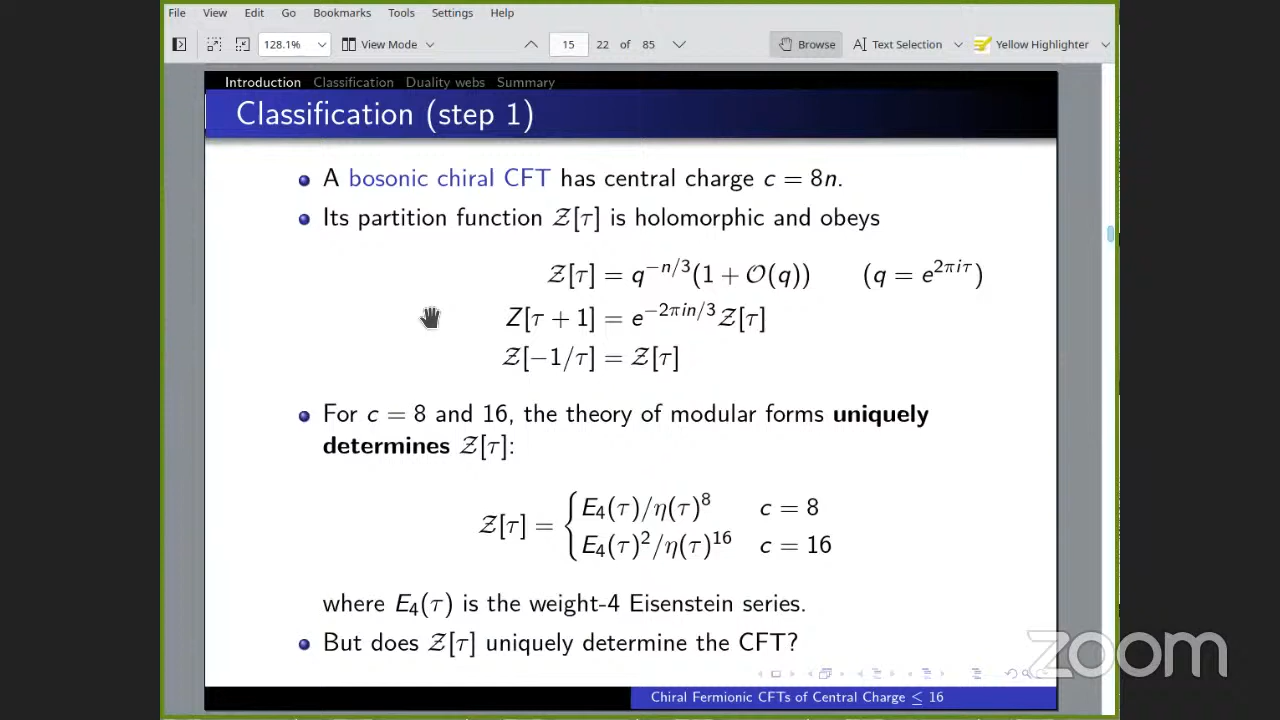 File View Edit Go Bookmarks Tools Settings Help
128.1% View Mode 15 22 of 85 Browse Text Selection Yellow Highlighter
Introduction Classification Duality webs Summary
Classification (step 1)
A bosonic chiral CFT has central charge c = 8n.
Its partition function 𝒵[τ] is holomorphic and obeys
𝒵[τ] = q^{−n/3}(1 + 𝒪(q)) (q = e^{2πiτ})
Z[τ + 1] = e^{−2πin/3}𝒵[τ]
𝒵[−1/τ] = 𝒵[τ]
For c = 8 and 16, the theory of modular forms uniquely
determines 𝒵[τ]:
𝒵[τ] = { E₄(τ)/η(τ)⁸ c = 8
E₄(τ)²/η(τ)¹⁶ c = 16
where E₄(τ) is the weight-4 Eisenstein series.
But does 𝒵[τ] uniquely determine the CFT?
zoom
Chiral Fermionic CFTs of Central Charge ≤ 16